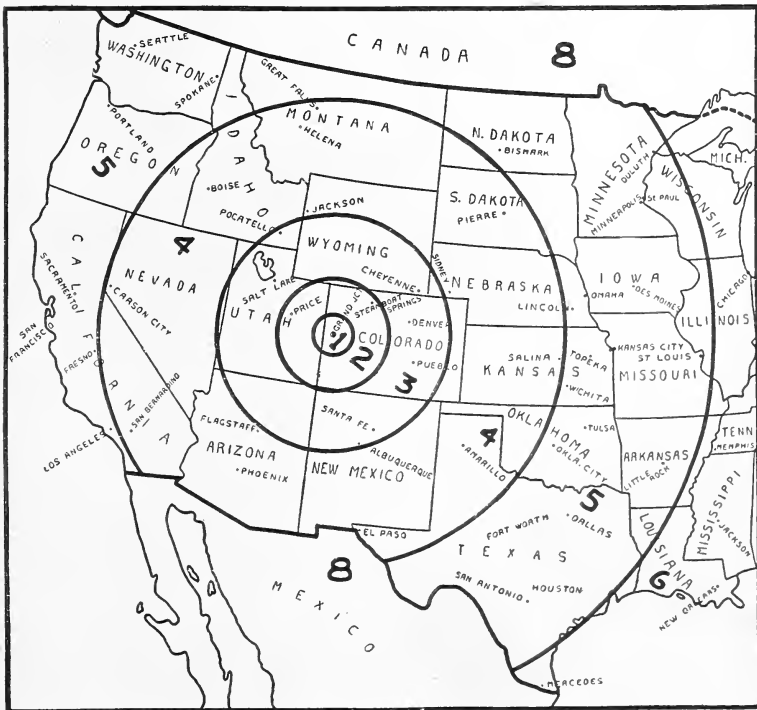 CANADA
8
SEATTLE
WASHINGTON
SPOKANE
GREAT FALLS
MONTANA
HELENA
N. DAKOTA
BISMARK
MINNESOTA
DULUTH
MICH.
PORTLAND
OREGON
5
IDAHO
BOISE
POCATELLO
JACKSON
S. DAKOTA
PIERRE
MINNEAPOLIS
ST PAUL
WISCONSIN
4
WYOMING
CHEYENNE
SIDNEY
NEBRASKA
LINCOLN
IOWA
OMAHA
DES MOINES
CHICAGO
ILLINOIS
CALIFORNIA
SACRAMENTO
NEVADA
CARSON CITY
SALT LAKE
UTAH
PRICE
GRAND JCT
STEAMBOAT
SPRINGS
DENVER
COLORADO
PUEBLO
1
2
3
SAN
FRANCISCO
FRESNO
SALINA
TOPEKA
KANSAS
WICHITA
KANSAS CITY
ST LOUIS
MISSOURI
SAN BERNARDINO
LOS ANGELES
FLAGSTAFF
ARIZONA
PHOENIX
SANTA FE
ALBUQUERQUE
NEW MEXICO
4
AMARILLO
OKLAHOMA
TULSA
OKLA. CITY
ARKANSAS
LITTLE
ROCK
TENN
MEMPHIS
MISSISSIPPI
JACKSON
EL PASO
8
MEXICO
5
FORT WORTH
DALLAS
TEXAS
SAN ANTONIO
HOUSTON
LOUISIANA
6
NEW ORLEANS
MERCEDES